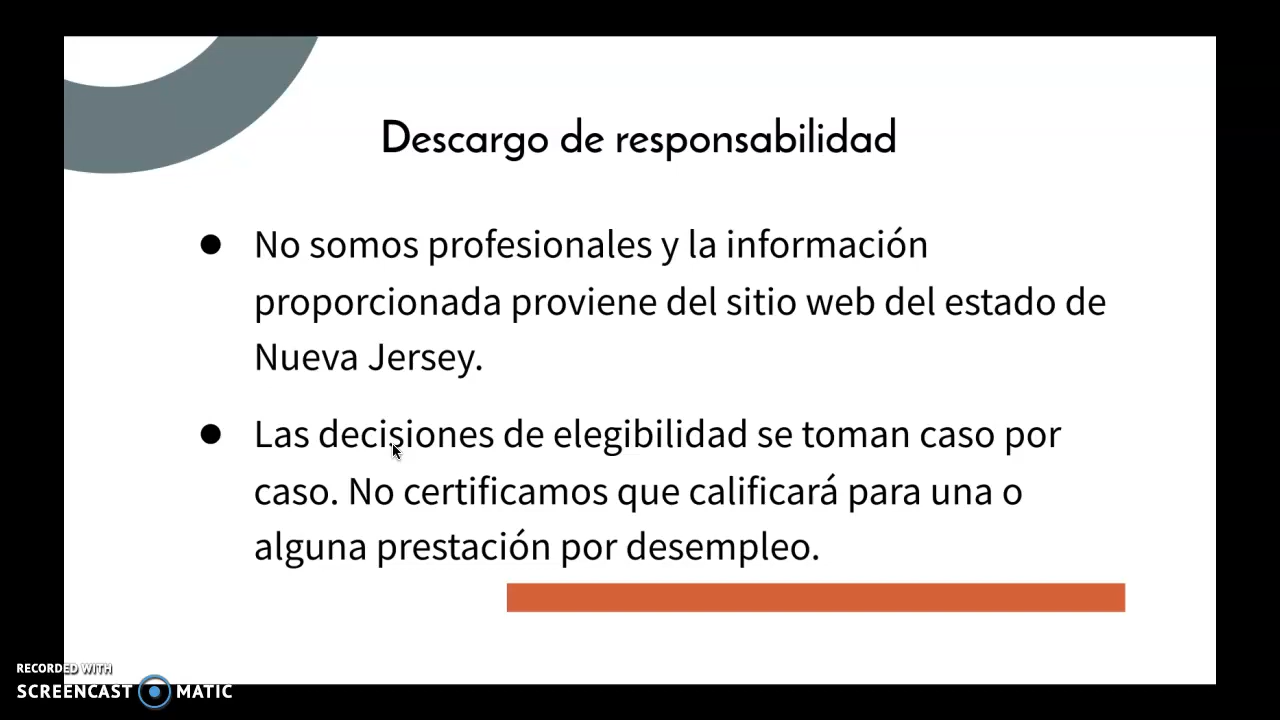 Descargo de responsabilidad
● No somos profesionales y la información
proporcionada proviene del sitio web del estado de
Nueva Jersey.
● Las decisiones de elegibilidad se toman caso por
caso. No certificamos que calificará para una o
alguna prestación por desempleo.
RECORDED WITH
SCREENCAST MATIC